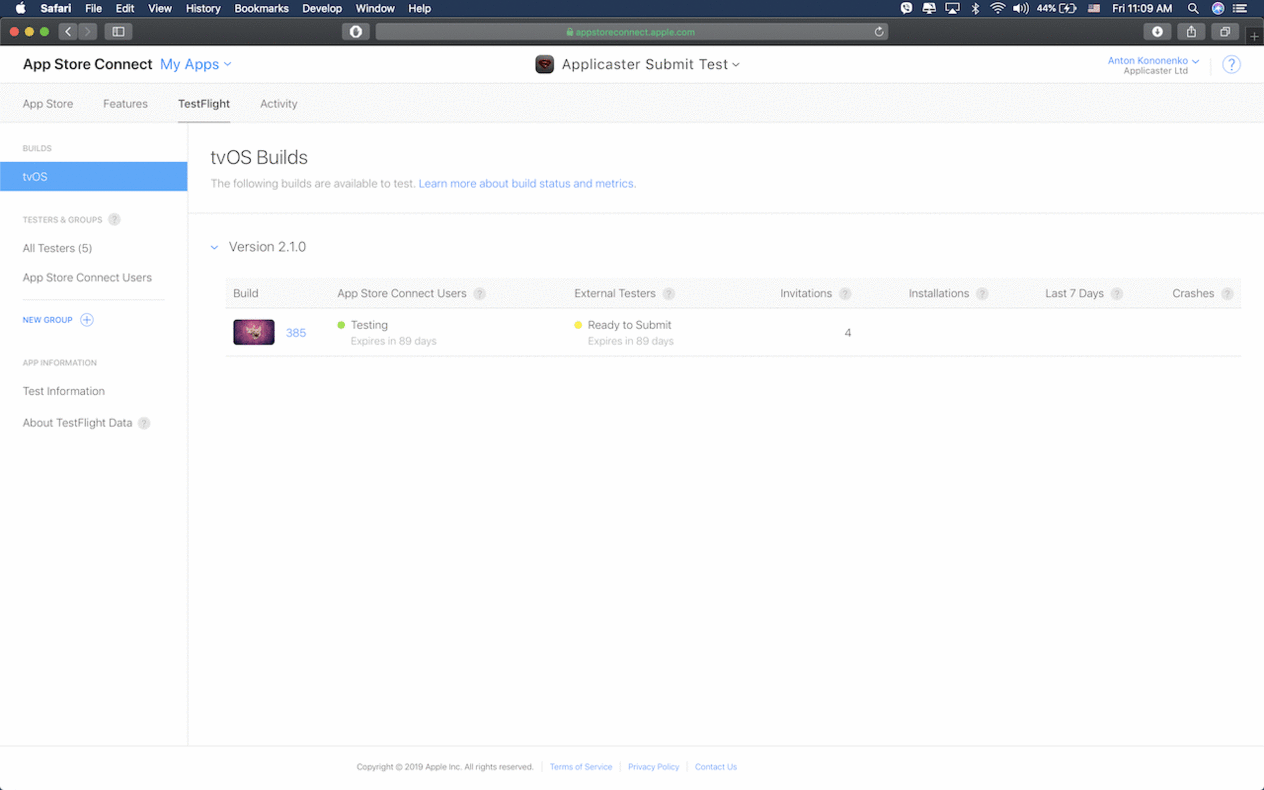 Safari File Edit View History Bookmarks Develop Window Help 44% Fri 11:09 AM
appstoreconnect.apple.com
App Store Connect My Apps Applicaster Submit Test Anton Kononenko ?
Applicaster Ltd
App Store Features TestFlight Activity
BUILDS
tvOS
TESTERS & GROUPS ?
All Testers (5)
App Store Connect Users
NEW GROUP
APP INFORMATION
Test Information
About TestFlight Data ?
tvOS Builds
The following builds are available to test. Learn more about build status and metrics.
Version 2.1.0
Build App Store Connect Users ? External Testers ? Invitations ? Installations ? Last 7 Days ? Crashes ?
385 Testing Ready to Submit 4
Expires in 89 days Expires in 89 days
Copyright © 2019 Apple Inc. All rights reserved. Terms of Service Privacy Policy Contact Us